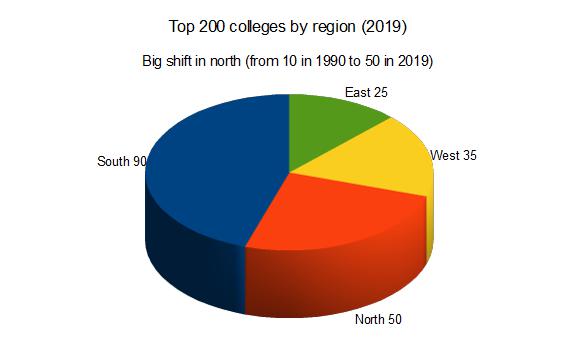 Top 200 colleges by region (2019)
Big shift in north (from 10 in 1990 to 50 in 2019)
East 25
South 90
West 35
North 50